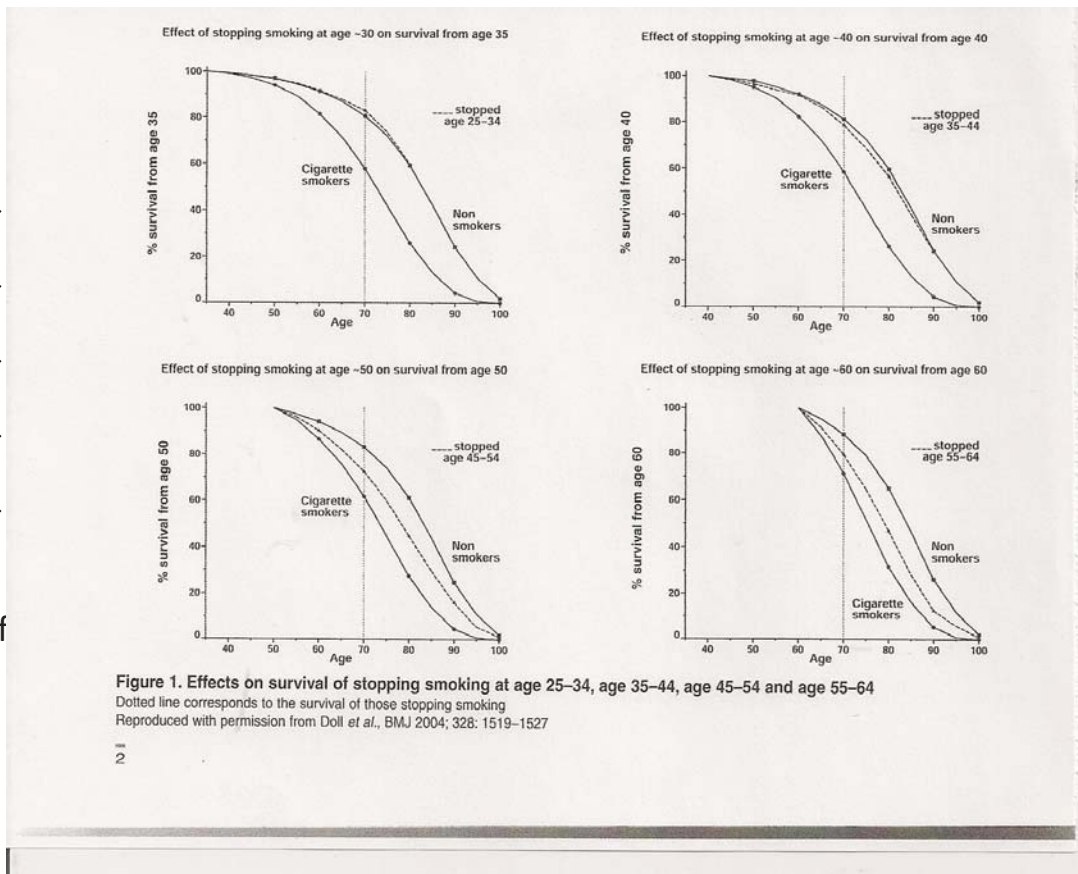 Effect of stopping smoking at age ~30 on survival from age 35
% survival from age 35
100
80
60
40
20
0
---- stopped
age 25–34
Cigarette
smokers
Non
smokers
40 50 60 70 80 90 100
Age
Effect of stopping smoking at age ~40 on survival from age 40
% survival from age 40
100
80
60
40
20
0
---- stopped
age 35–44
Cigarette
smokers
Non
smokers
40 50 60 70 80 90 100
Age
Effect of stopping smoking at age ~50 on survival from age 50
% survival from age 50
100
80
60
40
20
0
---- stopped
age 45–54
Cigarette
smokers
Non
smokers
40 50 60 70 80 90 100
Age
Effect of stopping smoking at age ~60 on survival from age 60
% survival from age 60
100
80
60
40
20
0
---- stopped
age 55–64
Non
smokers
Cigarette
smokers
40 50 60 70 80 90 100
Age
f
Figure 1. Effects on survival of stopping smoking at age 25–34, age 35–44, age 45–54 and age 55–64
Dotted line corresponds to the survival of those stopping smoking
Reproduced with permission from Doll et al., BMJ 2004; 328: 1519–1527
2